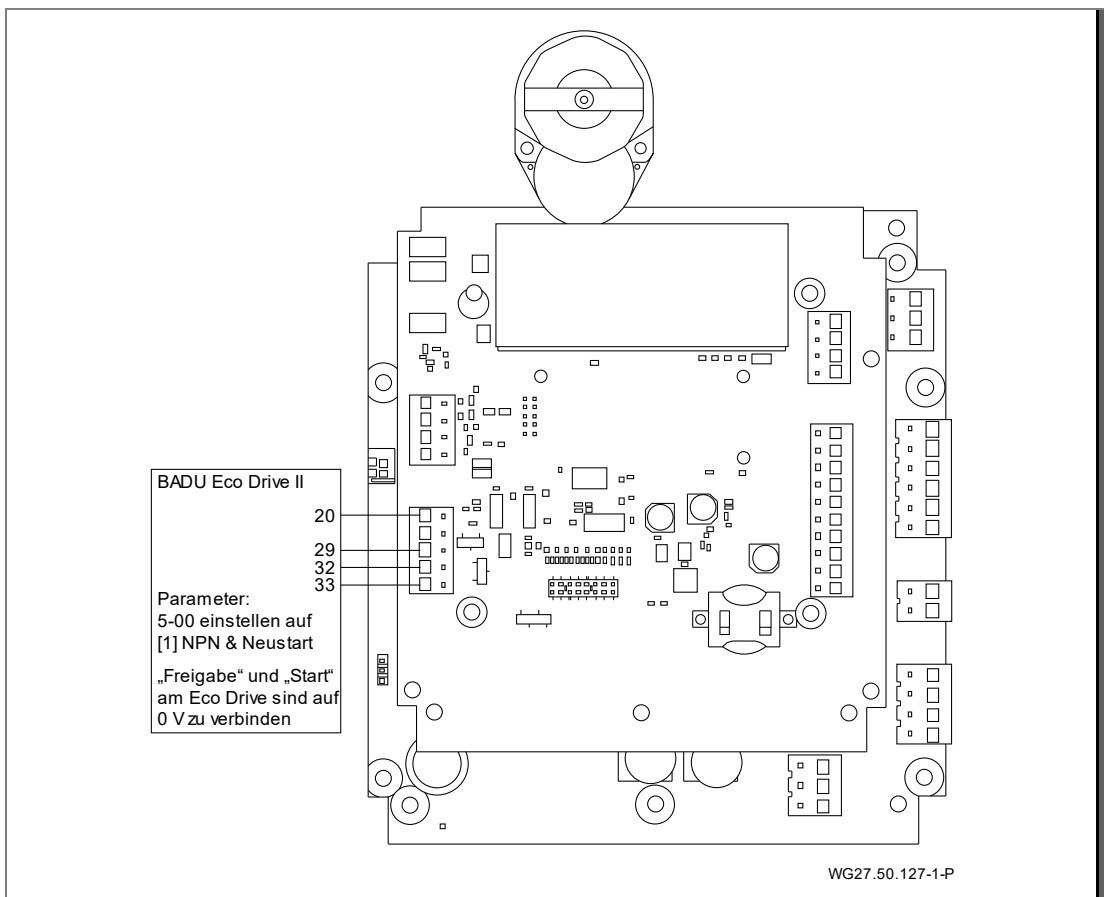 BADU Eco Drive II
20
29
32
33
Parameter:
5-00 einstellen auf
[1] NPN & Neustart
„Freigabe“ und „Start“
am Eco Drive sind auf
0 V zu verbinden
WG27.50.127-1-P